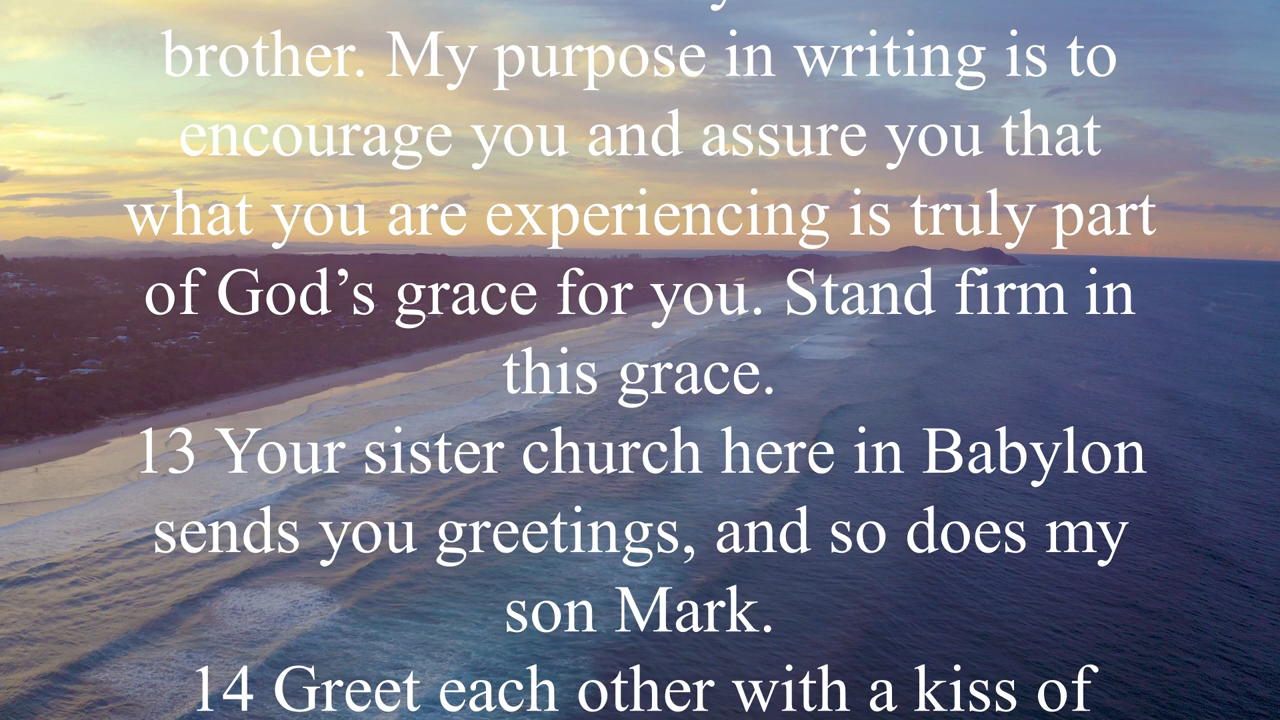 brother. My purpose in writing is to
encourage you and assure you that
what you are experiencing is truly part
of God’s grace for you. Stand firm in
this grace.
13 Your sister church here in Babylon
sends you greetings, and so does my
son Mark.
14 Greet each other with a kiss of